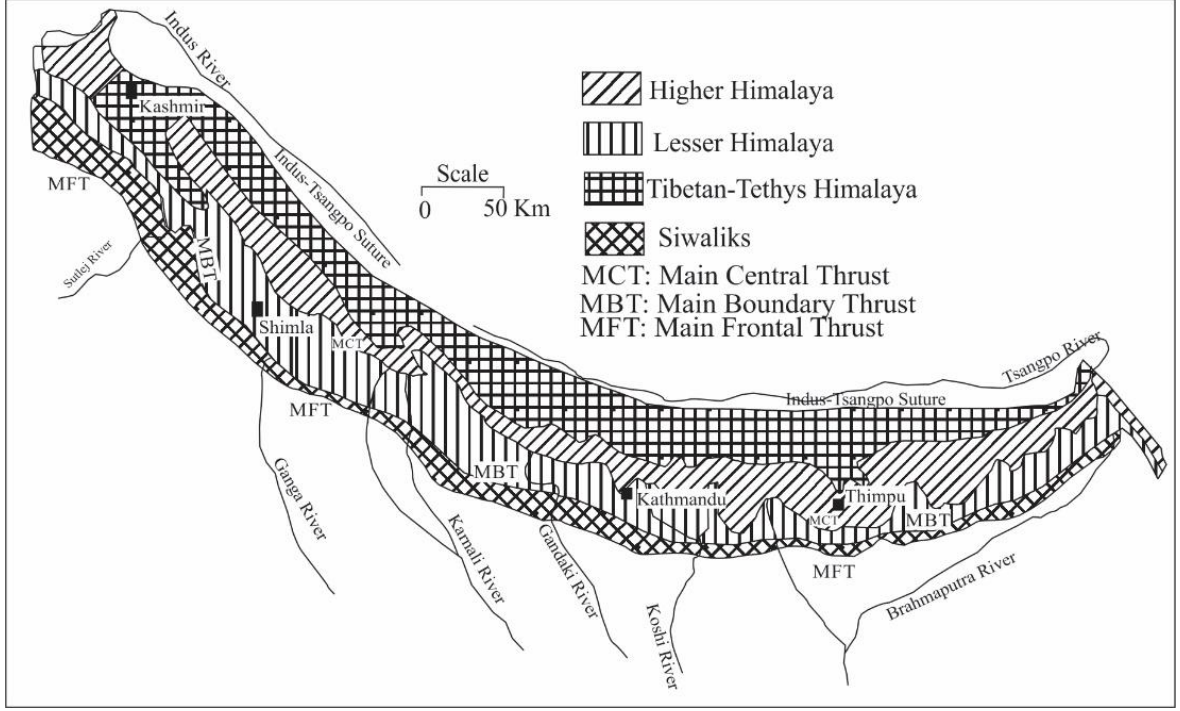 Indus River
Kashmir
MFT
Indus-Tsangpo Suture
Sutlej River
MBT
Shimla
MCT
MFT
Scale
0 50 Km
Higher Himalaya
Lesser Himalaya
Tibetan-Tethys Himalaya
Siwaliks
MCT: Main Central Thrust
MBT: Main Boundary Thrust
MFT: Main Frontal Thrust
Tsangpo River
Indus-Tsangpo Suture
MBT
Kathmandu
Thimpu
MCT
MBT
MFT
Ganga River
Karnali River
Gandaki River
Koshi River
Brahmaputra River